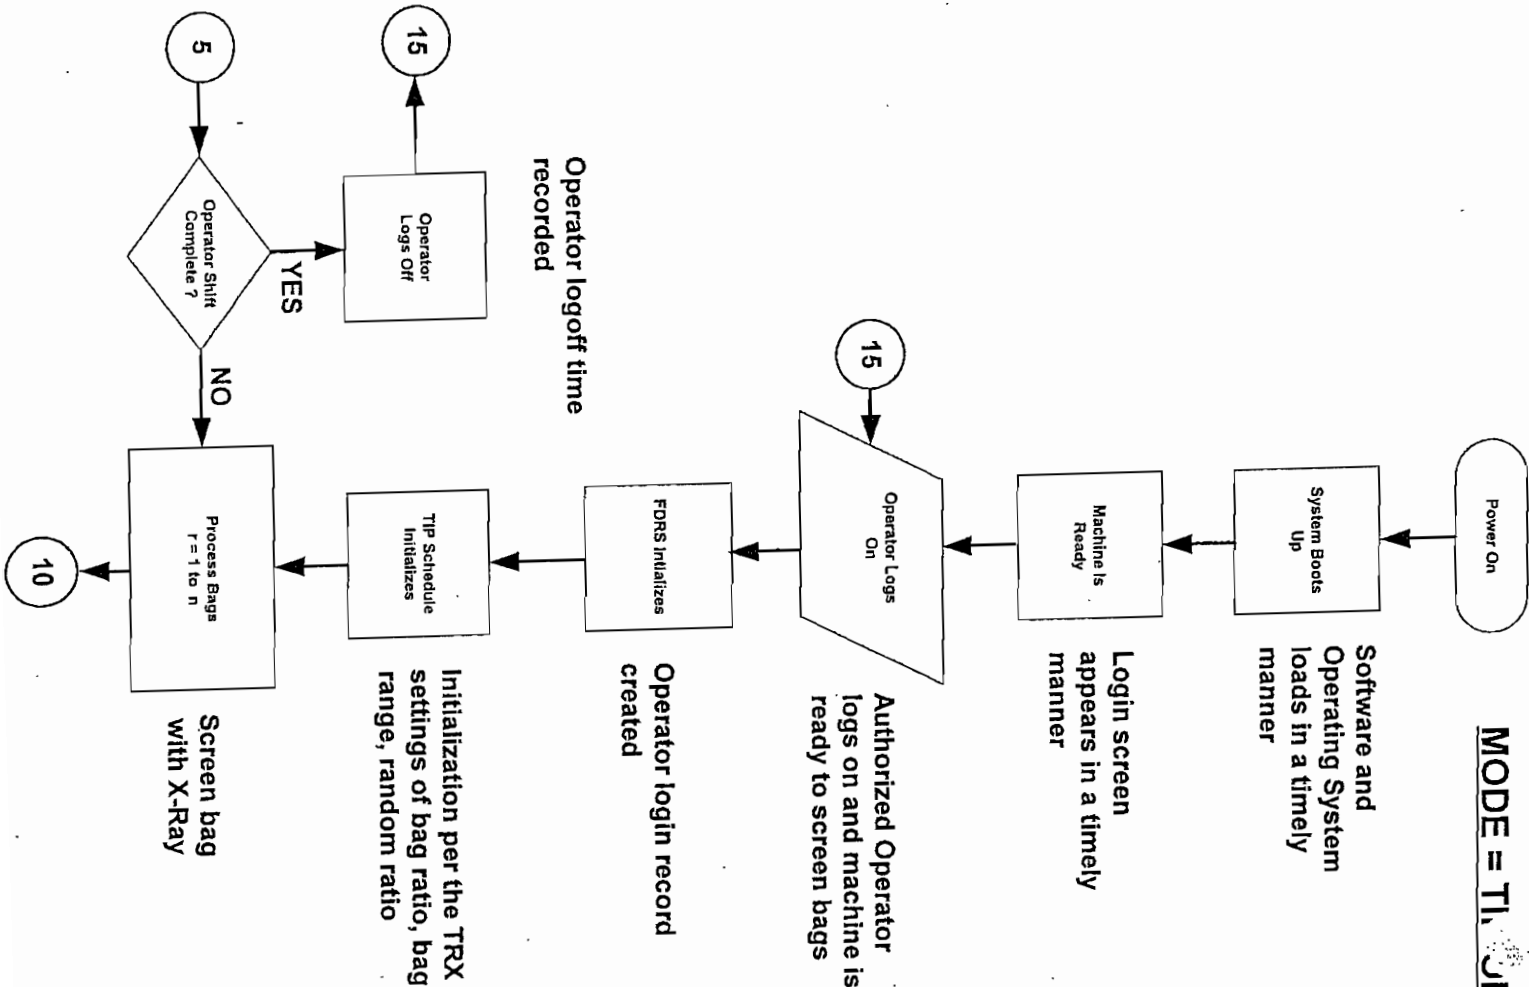 MODE =
Power On
System Boots
Up
Software and
Operating System
loads in a timely
manner
Machine Is
Ready
Login screen
appears in a timely
manner
15
Operator Logs
On
Authorized Operator
logs on and machine is
ready to screen bags
FDRS Intializes
Operator login record
created
TIP Schedule
Initializes
Initialization per the TRX
settings of bag ratio, bag
range, random ratio
Operator logoff time
recorded
15
Operator
Logs Off
YES
5
Operator Shift
Complete ?
NO
Process Bags
r = 1 to n
Screen bag
with X-Ray
10